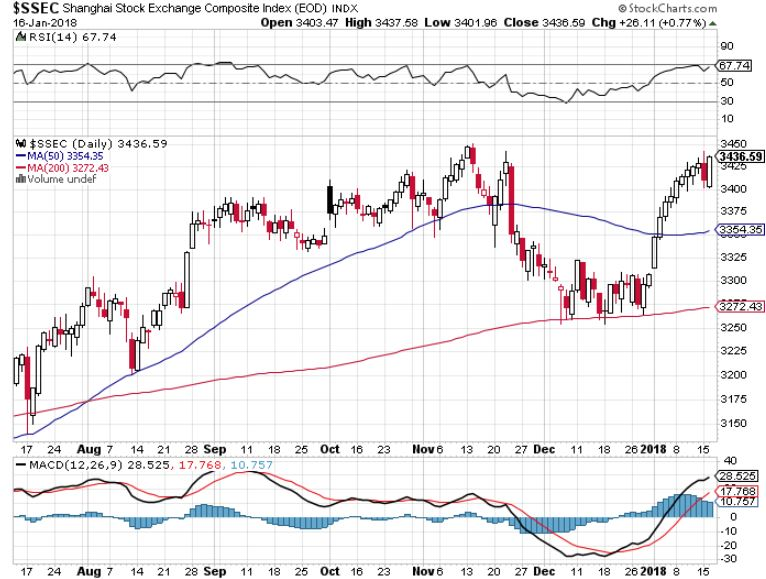 $SSEC Shanghai Stock Exchange Composite Index (EOD) INDX © StockCharts.com
16-Jan-2018 Open 3403.47 High 3437.58 Low 3401.96 Close 3436.59 Chg +26.11 (+0.77%)
RSI(14) 67.74
90
67.74
50
30
10
$SSEC (Daily) 3436.59
MA(50) 3354.35
MA(200) 3272.43
Volume undef
3450
3436.59
3425
3400
3375
3354.35
3325
3300
3272.43
3250
3225
3200
3175
3150
17 24 Aug 7 14 21 28 Sep 11 18 25 Oct 16 23 Nov 6 13 20 27 Dec 11 18 26 2018 8 15
MACD(12,26,9) 28.525, 17.768, 10.757
40
28.525
17.768
10.757
0
-10
-20
-30
17 24 Aug 7 14 21 28 Sep 11 18 25 Oct 16 23 Nov 6 13 20 27 Dec 11 18 26 2018 8 15